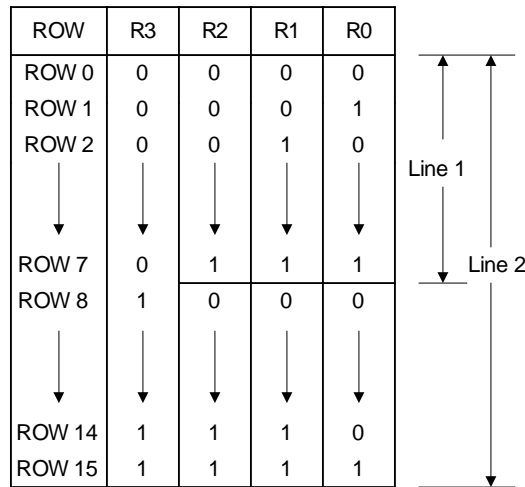 ROW R3 R2 R1 R0
ROW 0 0 0 0 0
ROW 1 0 0 0 1
ROW 2 0 0 1 0
Line 1
ROW 7 0 1 1 1
Line 2
ROW 8 1 0 0 0
ROW 14 1 1 1 0
ROW 15 1 1 1 1